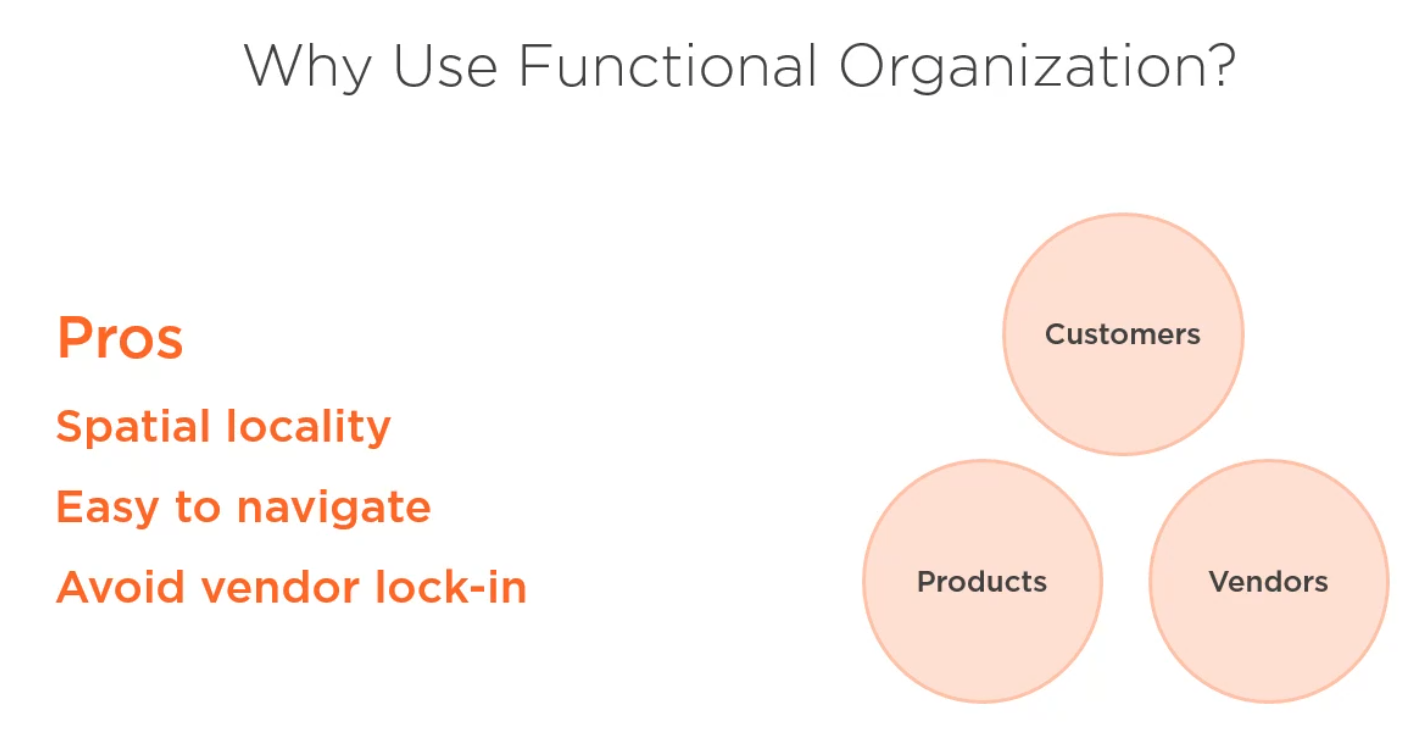 Why Use Functional Organization?
Pros
Spatial locality
Easy to navigate
Avoid vendor lock-in
Customers
Products
Vendors